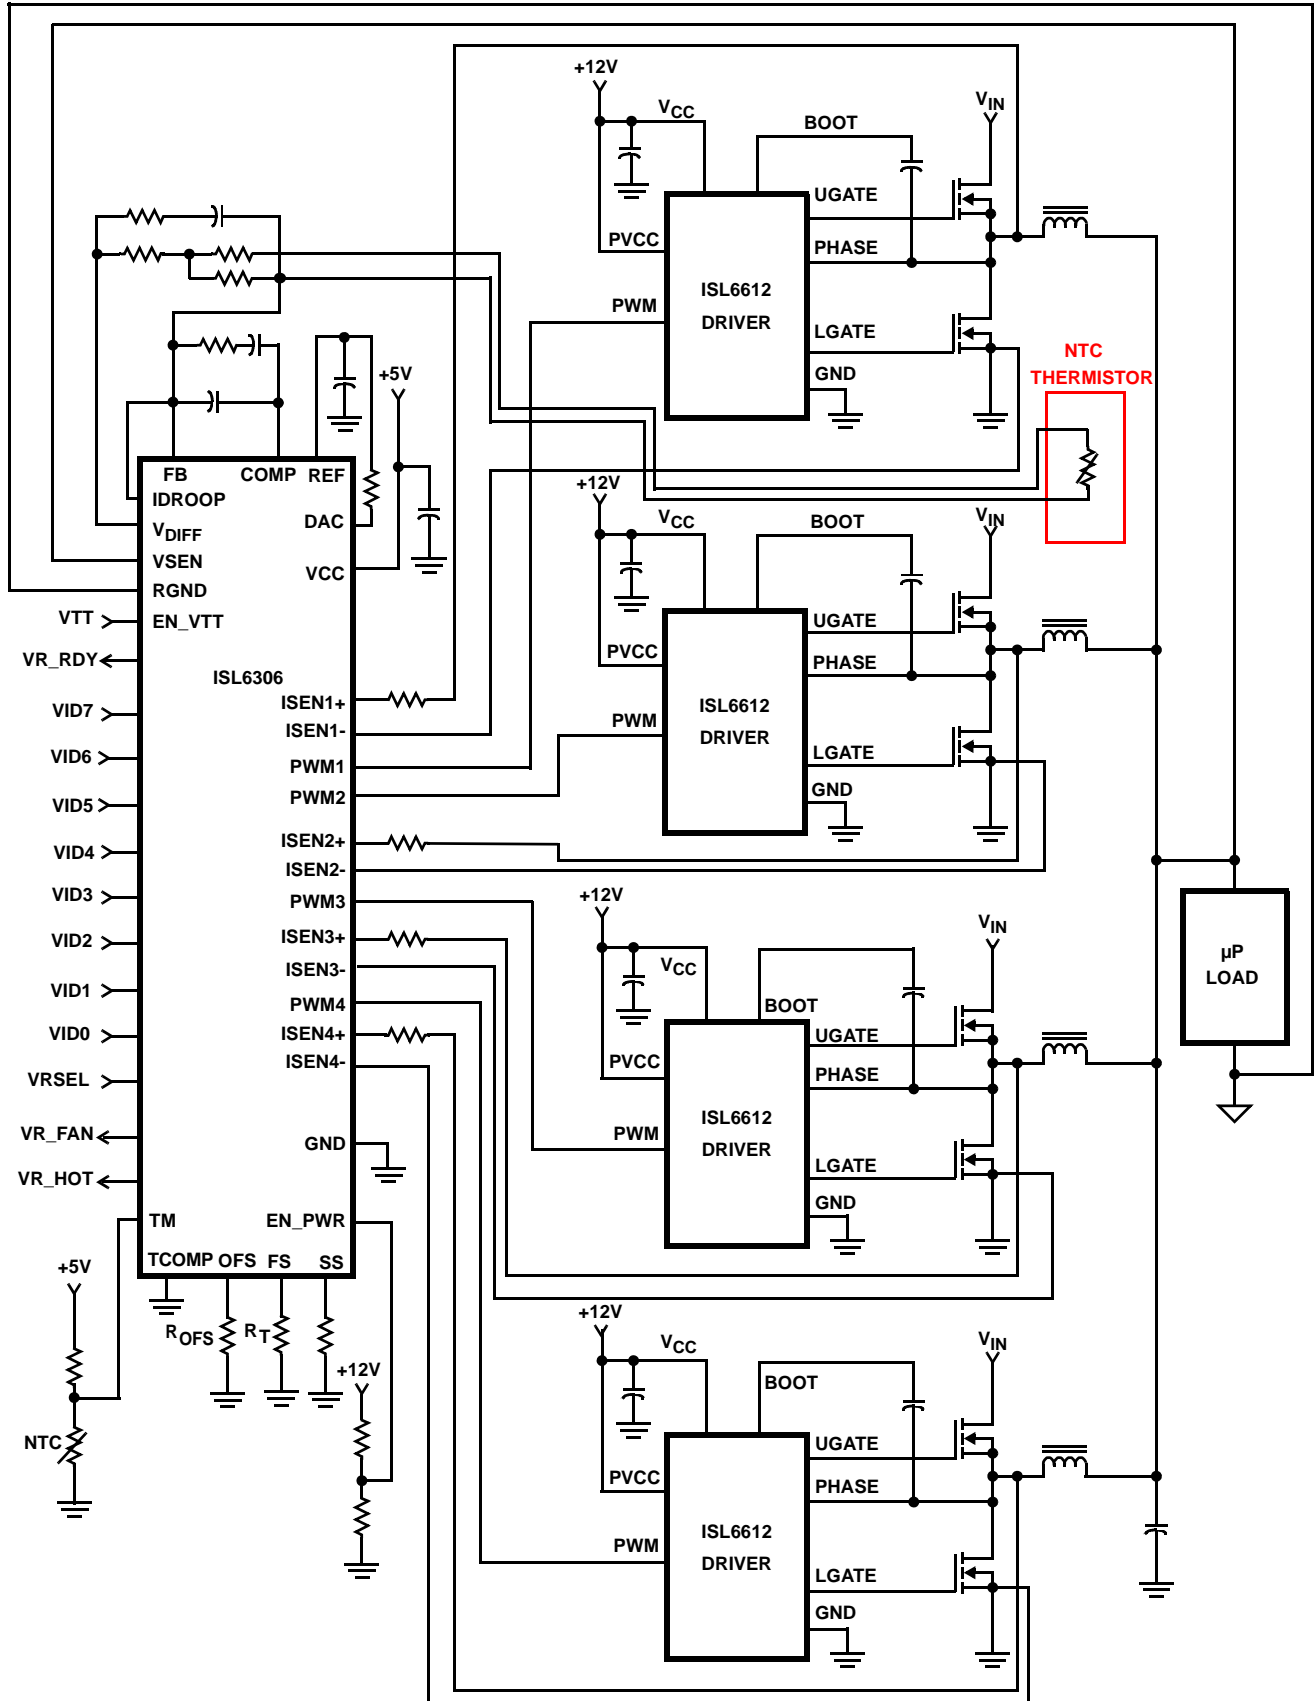 +12V
VCC
BOOT
VIN
UGATE
PVCC
PHASE
ISL6612
DRIVER
PWM
LGATE
GND
NTC
THERMISTOR
+5V
FB
COMP
REF
IDROOP
DAC
VDIFF
VSEN
VCC
RGND
VTT
EN_VTT
VR_RDY
ISL6306
ISEN1+
VID7
ISEN1-
VID6
PWM1
PWM2
VID5
ISEN2+
VID4
ISEN2-
VID3
PWM3
VID2
ISEN3+
ISEN3-
VID1
PWM4
VID0
ISEN4+
ISEN4-
VRSEL
VR_FAN
GND
VR_HOT
TM
EN_PWR
TCOMP
OFS
FS
SS
+5V
ROFS
RT
+12V
NTC
+12V
VCC
BOOT
VIN
UGATE
PVCC
PHASE
ISL6612
DRIVER
PWM
LGATE
GND
+12V
VCC
BOOT
VIN
UGATE
PVCC
PHASE
ISL6612
DRIVER
PWM
LGATE
GND
µP
LOAD
+12V
VCC
BOOT
VIN
UGATE
PVCC
PHASE
ISL6612
DRIVER
PWM
LGATE
GND